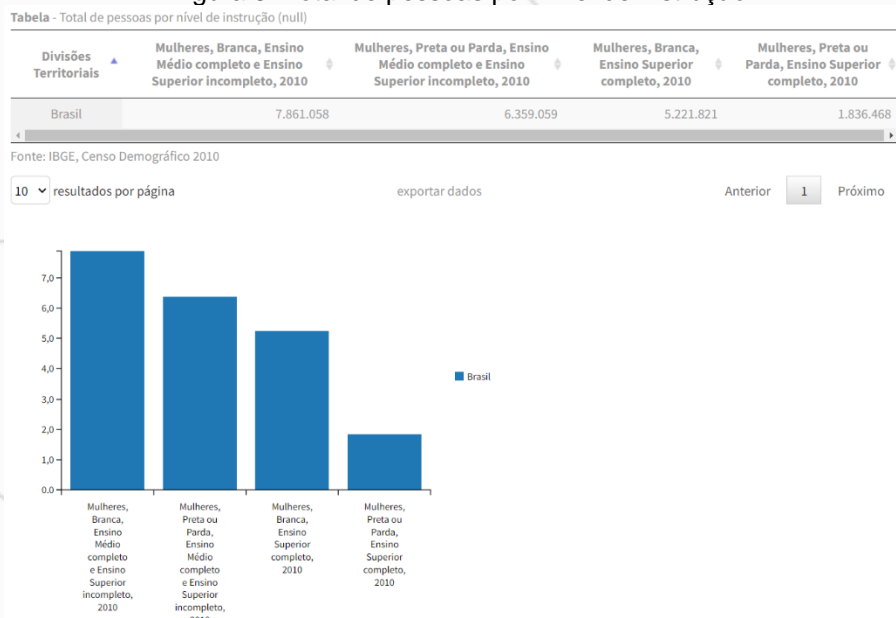 Tabela - Total de pessoas por nível de instrução (null)
Divisões
Territoriais
Mulheres, Branca, Ensino
Médio completo e Ensino
Superior incompleto, 2010
Mulheres, Preta ou Parda, Ensino
Médio completo e Ensino
Superior incompleto, 2010
Mulheres, Branca,
Ensino Superior
completo, 2010
Mulheres, Preta ou
Parda, Ensino Superior
completo, 2010
Brasil
7.861.058
6.359.059
5.221.821
1.836.468
Fonte: IBGE, Censo Demográfico 2010
10 resultados por página
exportar dados
Anterior
1
Próximo
7,0
6,0
5,0
4,0
3,0
2,0
1,0
0.0
Brasil
Mulheres,
Branca,
Ensino
Médio
completo
e Ensino
Superior
incompleto,
2010
Mulheres,
Preta ou
Parda,
Ensino
Médio
completo
e Ensino
Superior
incompleto,
2010
Mulheres,
Branca,
Ensino
Superior
completo,
2010
Mulheres,
Preta ou
Parda,
Ensino
Superior
completo,
2010